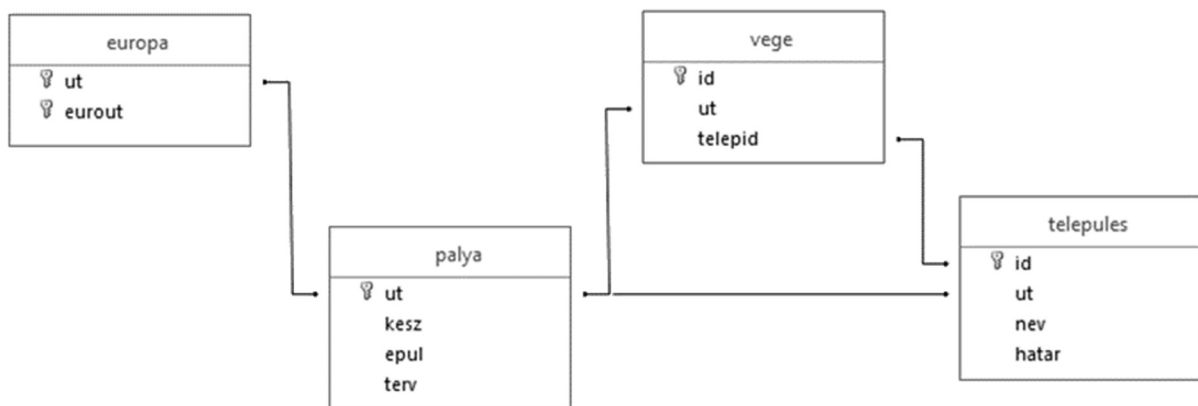 europa
ut
eurout
vege
id
ut
telepid
palya
ut
kesz
epul
terv
telepules
id
ut
nev
hatar